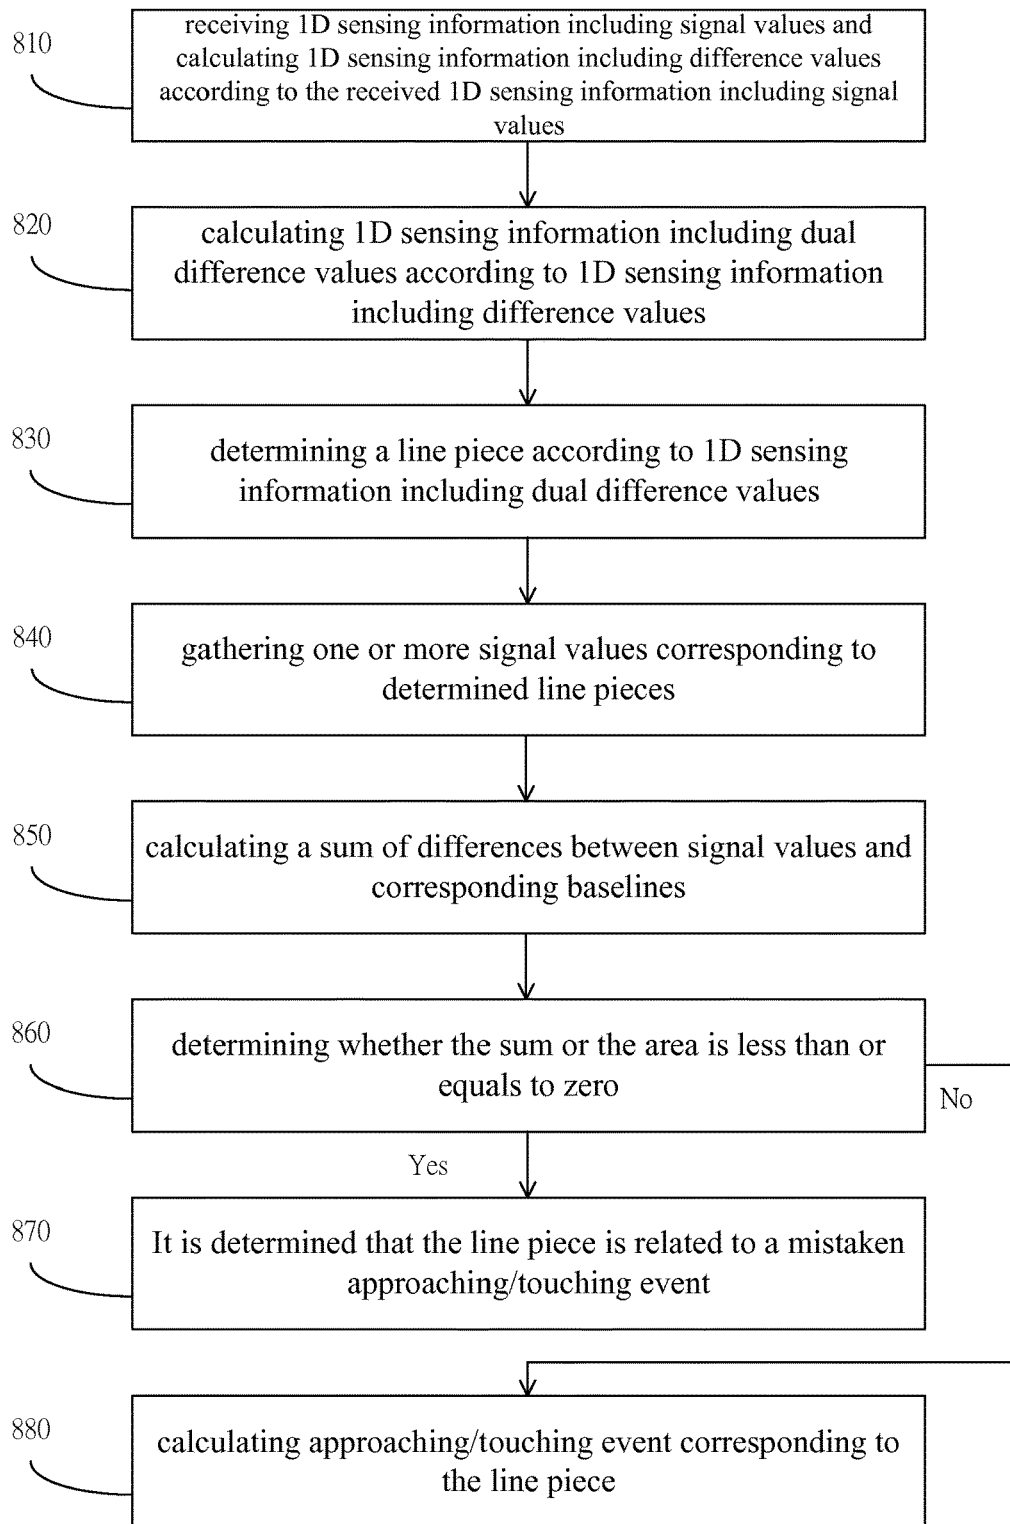 810
receiving 1D sensing information including signal values and
calculating 1D sensing information including difference values
according to the received 1D sensing information including signal
values
820
calculating 1D sensing information including dual
difference values according to 1D sensing information
including difference values
830
determining a line piece according to 1D sensing
information including dual difference values
840
gathering one or more signal values corresponding to
determined line pieces
850
calculating a sum of differences between signal values and
corresponding baselines
860
determining whether the sum or the area is less than or
equals to zero
No
Yes
870
It is determined that the line piece is related to a mistaken
approaching/touching event
880
calculating approaching/touching event corresponding to
the line piece